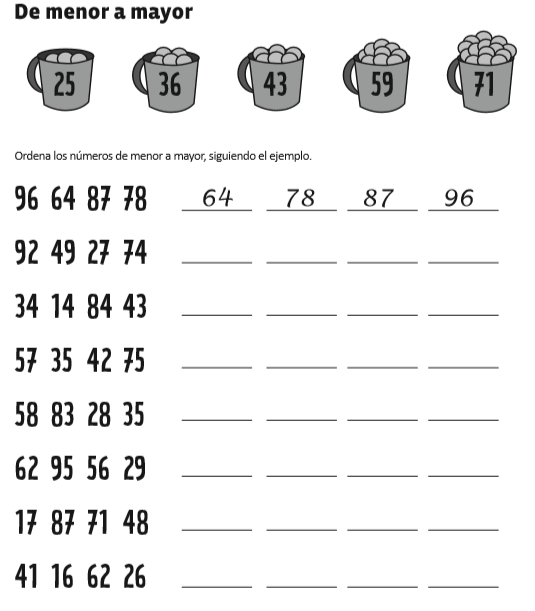 De menor a mayor
25 36 43 59 71
Ordena los números de menor a mayor, siguiendo el ejemplo.
96 64 87 78 64 78 87 96
92 49 27 74
34 14 84 43
57 35 42 75
58 83 28 35
62 95 56 29
17 87 71 48
41 16 62 26